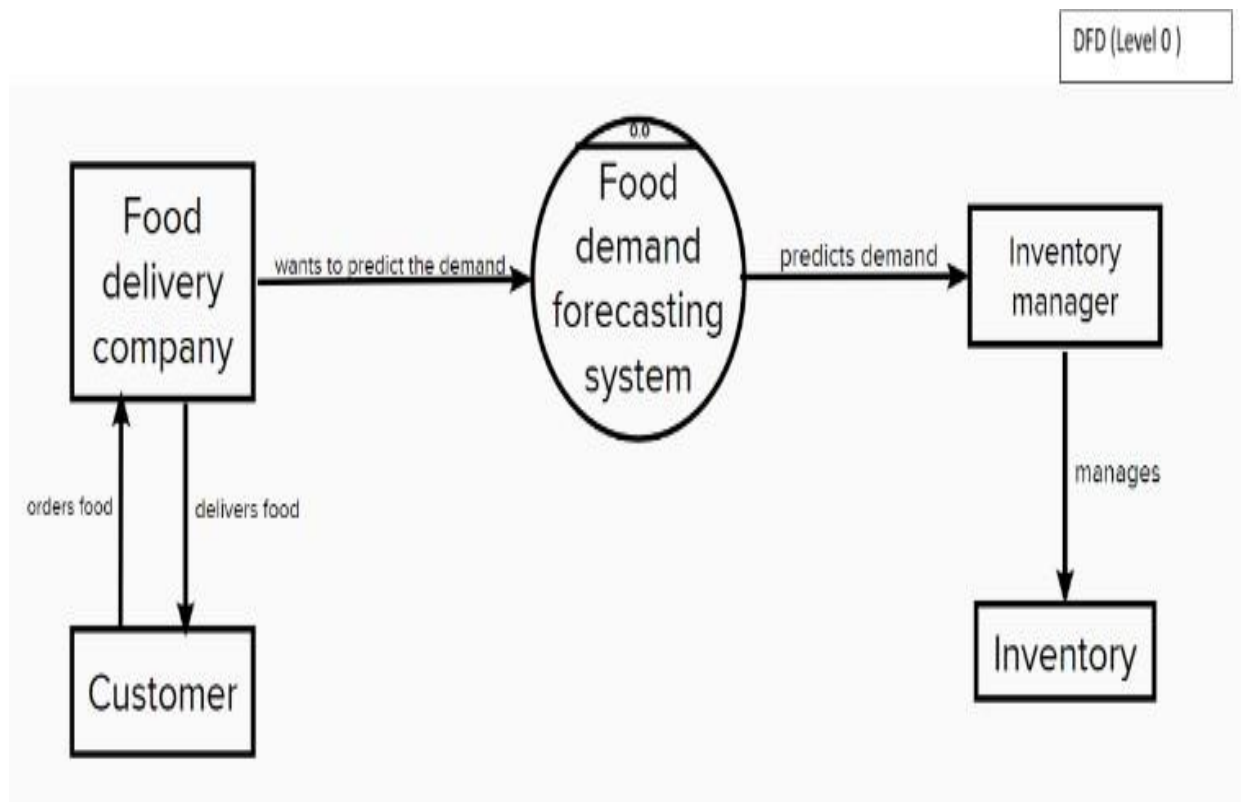 DFD (Level 0 )
0.0
Food
delivery
company
wants to predict the demand
Food
demand
forecasting
system
predicts demand
Inventory
manager
orders food
delivers food
manages
Customer
Inventory